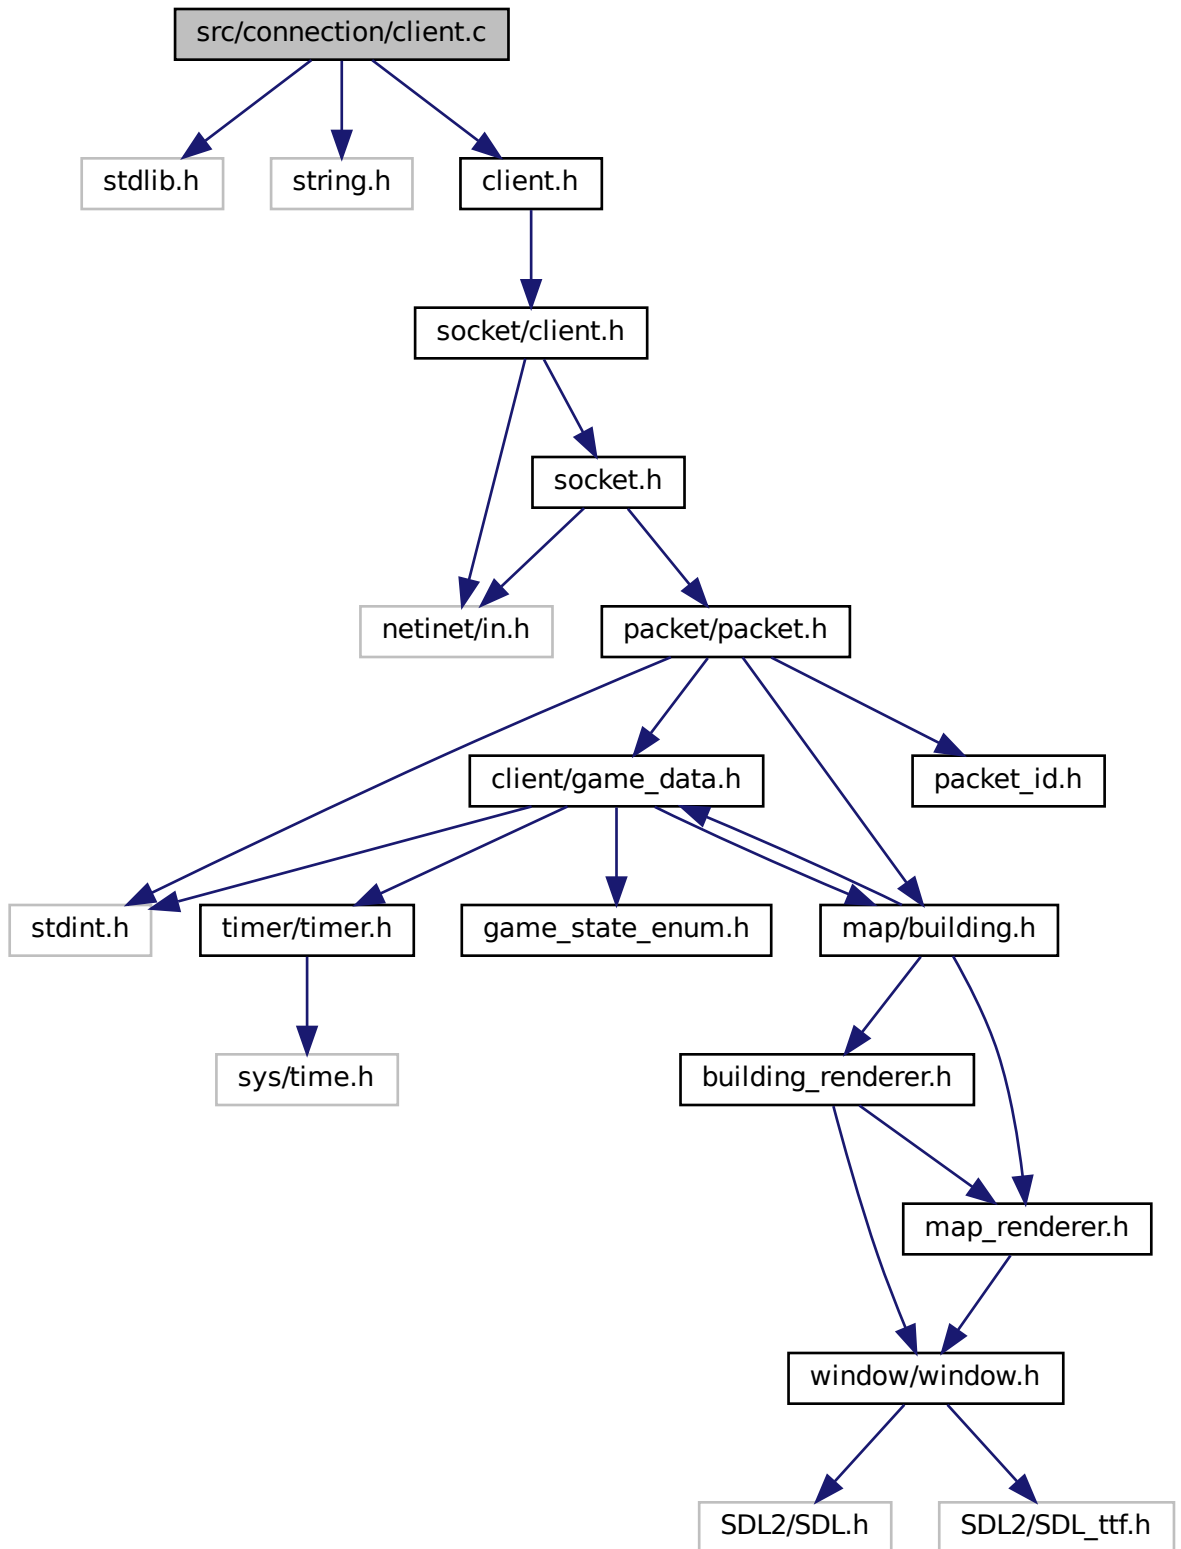 src/connection/client.c
stdlib.h
string.h
client.h
socket/client.h
socket.h
netinet/in.h
packet/packet.h
client/game_data.h
packet_id.h
stdint.h
timer/timer.h
game_state_enum.h
map/building.h
sys/time.h
building_renderer.h
map_renderer.h
window/window.h
SDL2/SDL.h
SDL2/SDL_ttf.h